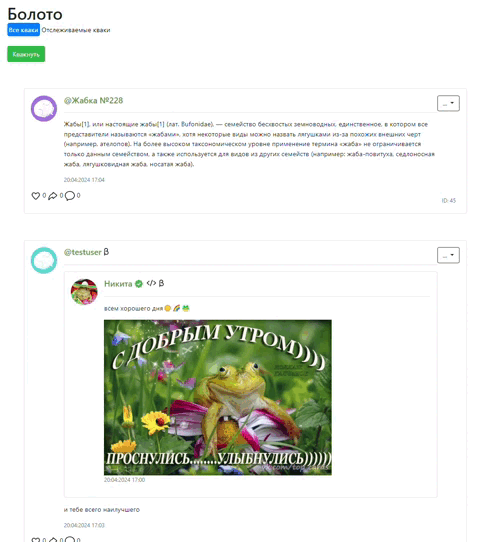 Болото
Все кваки Отслеживаемые кваки
Квакнуть
@Жабка №228
...
Жабы[1], или настоящие жабы[1] (лат. Bufonidae), — семейство бесхвостых земноводных, единственное, в котором все
представители называются «жабами», хотя некоторые виды можно назвать лягушками из-за похожих внешних черт
(например, ателопов). На более высоком таксономическом уровне применение термина «жаба» не ограничивается
только данным семейством, а также используется для видов из других семейств (например: жаба-повитуха, седлоносная
жаба, лягушковидная жаба, носатая жаба).
20.04.2024 17:04
0 0 0
ID: 45
@testuser β
...
Никита </> β
всем хорошего дня
С ДОБРЫМ УТРОМ))))
ПРОСНУЛИСЬ........УЛЫБНУЛИСЬ))))))
20.04.2024 17:00
и тебе всего наилучшего
20.04.2024 17:03
0 0 0